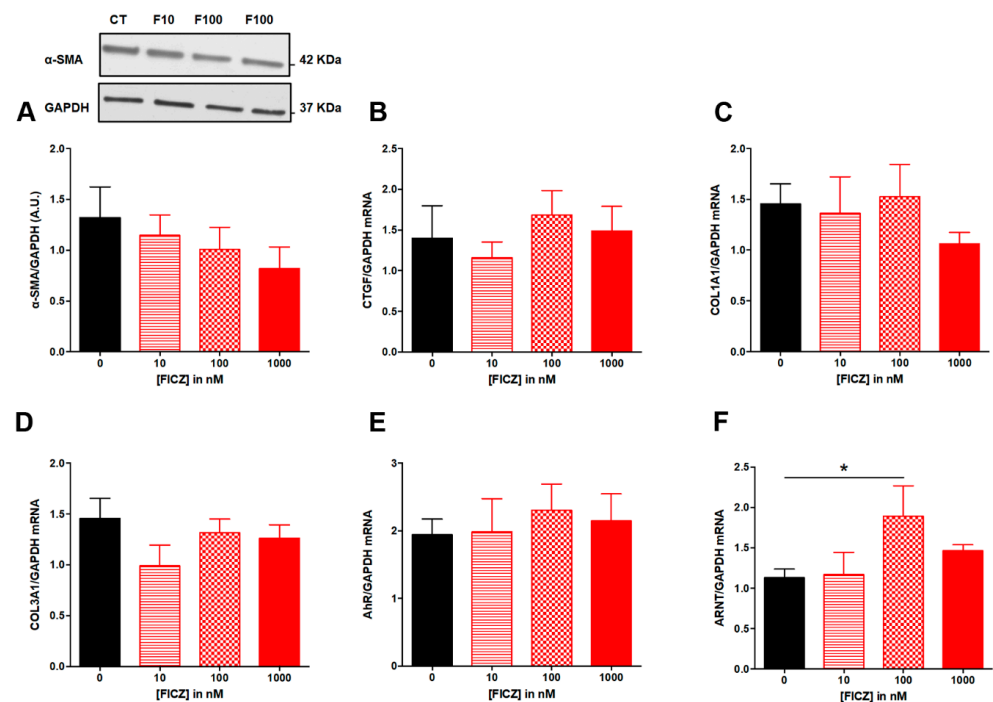 CT F10 F100 F100
α-SMA
42 KDa
GAPDH
37 KDa
A
α-SMA/GAPDH (A.U.)
2.0
1.5
1.0
0.5
0.0
0 10 100 1000
[FICZ] in nM
B
CTGF/GAPDH mRNA
2.5
2.0
1.5
1.0
0.5
0.0
0 10 100 1000
[FICZ] in nM
C
COL1A1/GAPDH mRNA
2.0
1.5
1.0
0.5
0.0
0 10 100 1000
[FICZ] in nM
D
COL3A1/GAPDH mRNA
2.0
1.5
1.0
0.5
0.0
0 10 100 1000
[FICZ] in nM
E
AhR/GAPDH mRNA
3
2
1
0
0 10 100 1000
[FICZ] in nM
F
ARNT/GAPDH mRNA
2.5
2.0
1.5
1.0
0.5
0.0
*
0 10 100 1000
[FICZ] in nM